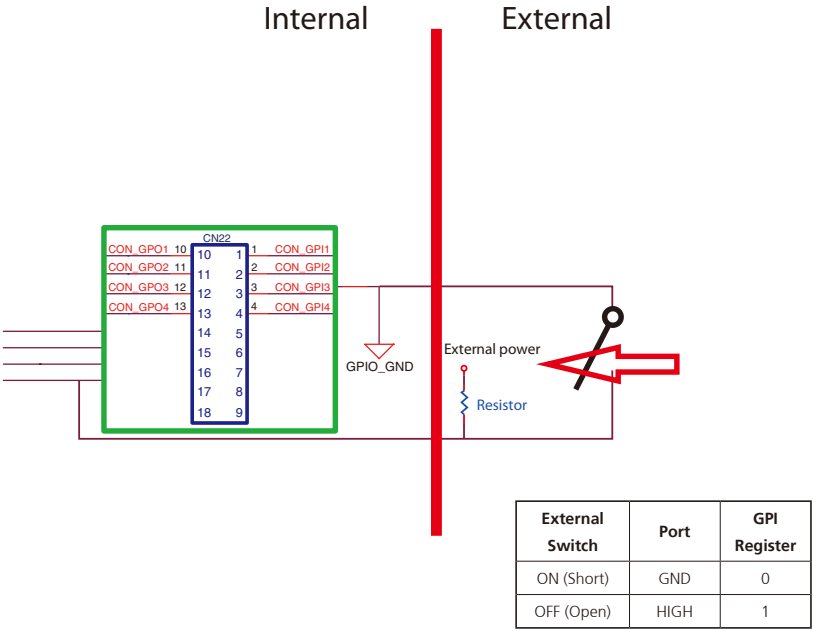 Internal External
CN22
CON_GPO1 10 10 1 1 CON_GPI1
CON_GPO2 11 11 2 2 CON_GPI2
CON_GPO3 12 12 3 3 CON_GPI3
CON_GPO4 13 13 4 4 CON_GPI4
14 5
15 6
16 7
17 8
18 9
GPIO_GND
External power
Resistor
External Switch Port GPI Register
ON (Short) GND 0
OFF (Open) HIGH 1